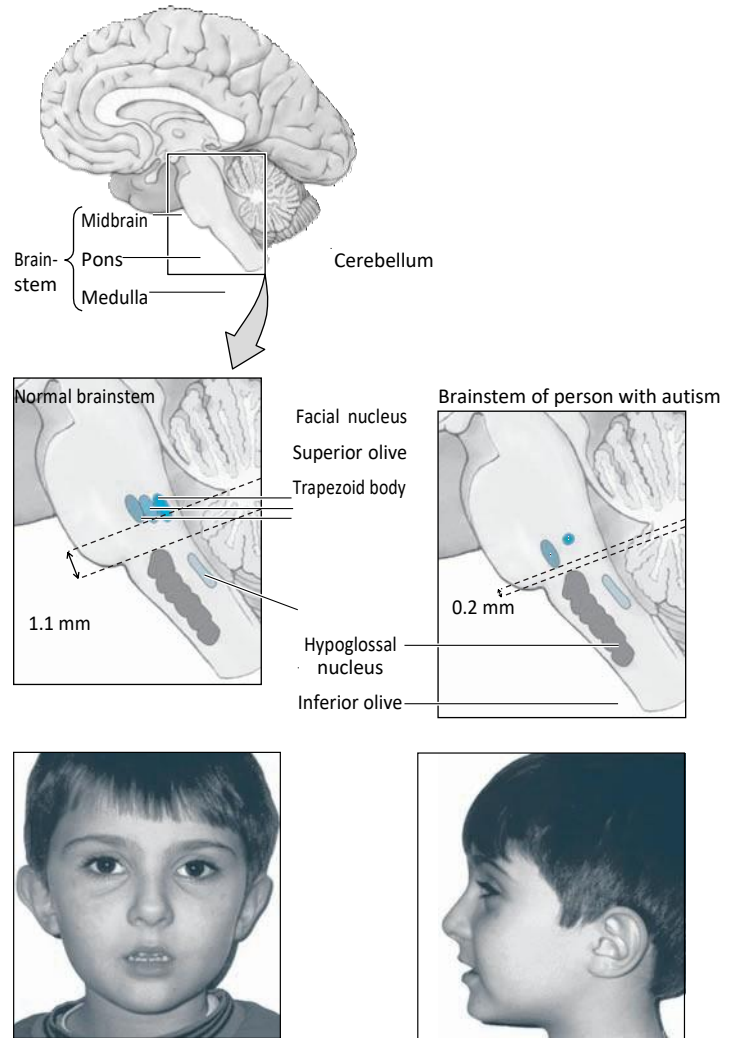 Midbrain
Brain-
stem
Pons
Medulla
Cerebellum
Normal brainstem
Brainstem of person with autism
Facial nucleus
Superior olive
Trapezoid body
1.1 mm
0.2 mm
Hypoglossal
nucleus
Inferior olive